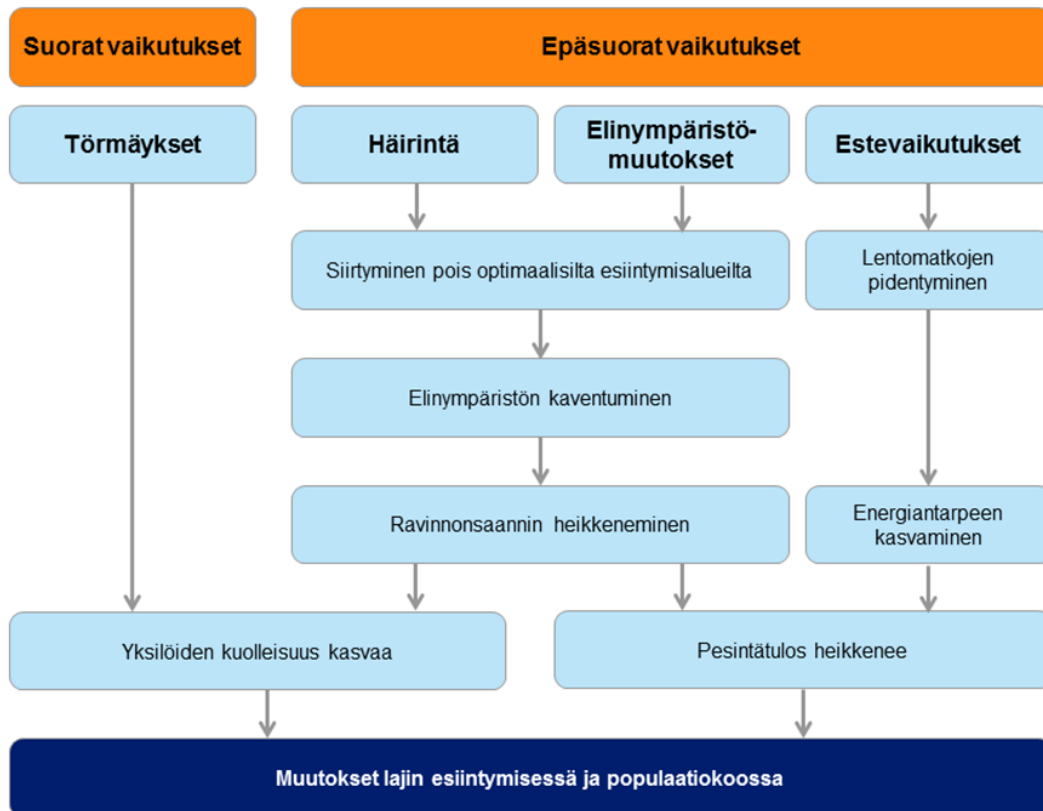 Suorat vaikutukset
Epäsuorat vaikutukset
Törmäykset
Häirintä
Elinympäristö-
muutokset
Estevaikutukset
Siirtyminen pois optimaalisilta esiintymisalueilta
Lentomatkojen
pidentyminen
Elinympäristön kaventuminen
Ravinnonsaannin heikkeneminen
Energiantarpeen
kasvaminen
Yksilöiden kuolleisuus kasvaa
Pesintätulos heikkenee
Muutokset lajin esiintymisessä ja populaatiokoossa